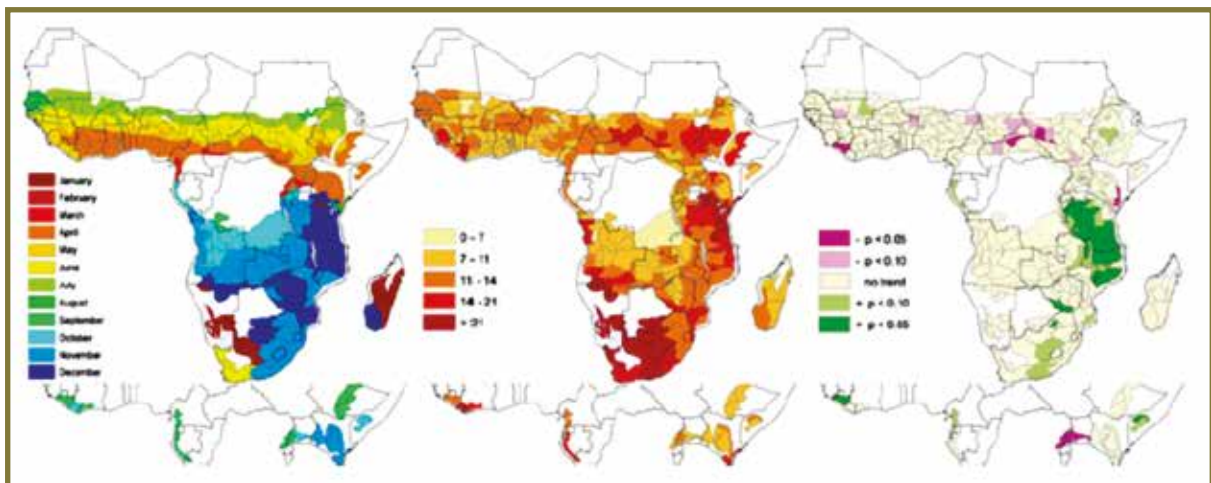 January
February
March
April
May
June
July
August
September
October
November
December
0 - 7
7 - 11
11 - 14
14 - 21
> 21
- p < 0.05
- p < 0.10
no trend
+ p < 0.10
+ p < 0.05